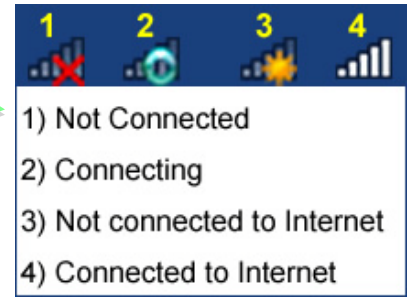 1 2 3 4
1) Not Connected
2) Connecting
3) Not connected to Internet
4) Connected to Internet